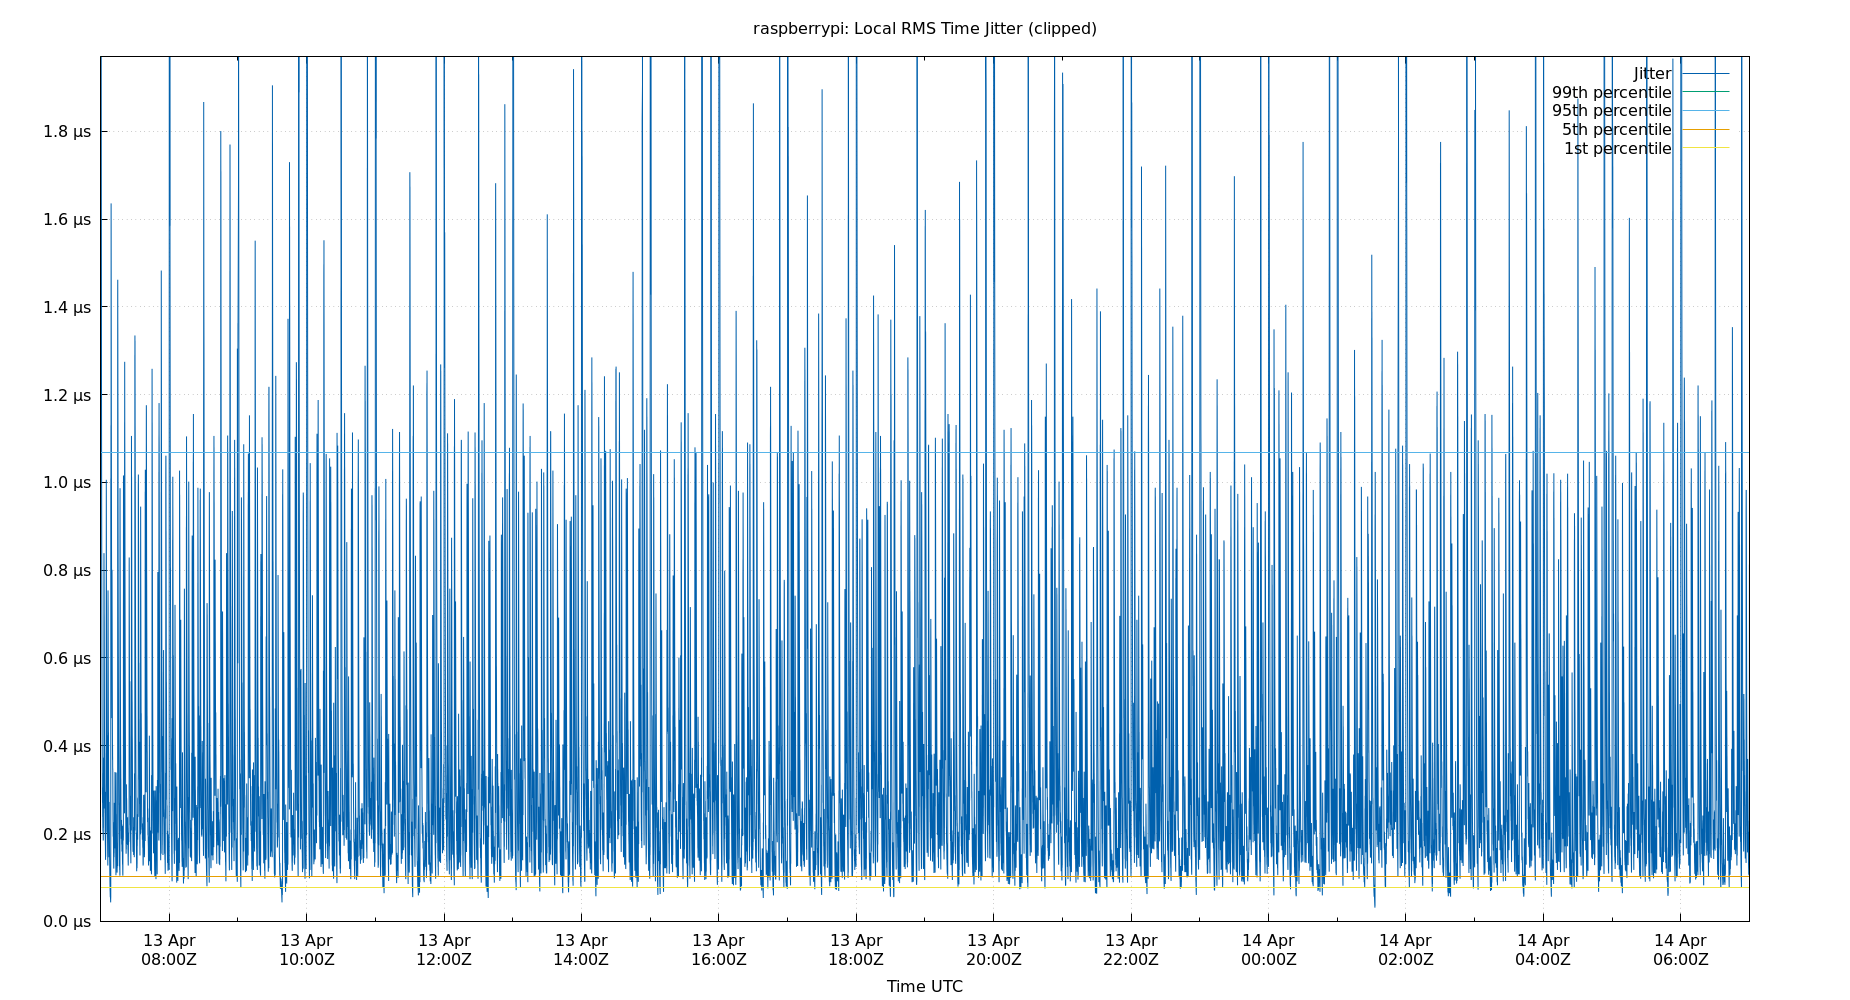 raspberrypi: Local RMS Time Jitter (clipped)
Jitter
99th percentile
95th percentile
5th percentile
1st percentile
1.8 µs
1.6 µs
1.4 µs
1.2 µs
1.0 µs
0.8 µs
0.6 µs
0.4 µs
0.2 µs
0.0 µs
13 Apr 13 Apr 13 Apr 13 Apr 13 Apr 13 Apr 13 Apr 13 Apr 14 Apr 14 Apr 14 Apr 14 Apr
08:00Z 10:00Z 12:00Z 14:00Z 16:00Z 18:00Z 20:00Z 22:00Z 00:00Z 02:00Z 04:00Z 06:00Z
Time UTC